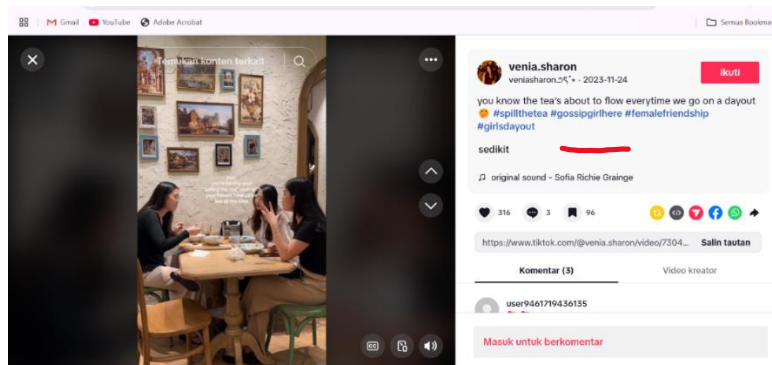 Gmail YouTube Adobe Acrobat Semua Bookma
Temukan konten terkait
venia.sharon Ikuti
· 2023-11-24
you know the tea's about to flow everytime we go on a dayout
#spillthetea #gossipgirlhere #femalefriendship
#girlsdayout
sedikit
original sound - Sofia Richie Grainge
316 3 96
https://www.tiktok.com/@venia.sharon/video/7304... Salin tautan
Komentar (3) Video kreator
user9461719436135
Masuk untuk berkomentar